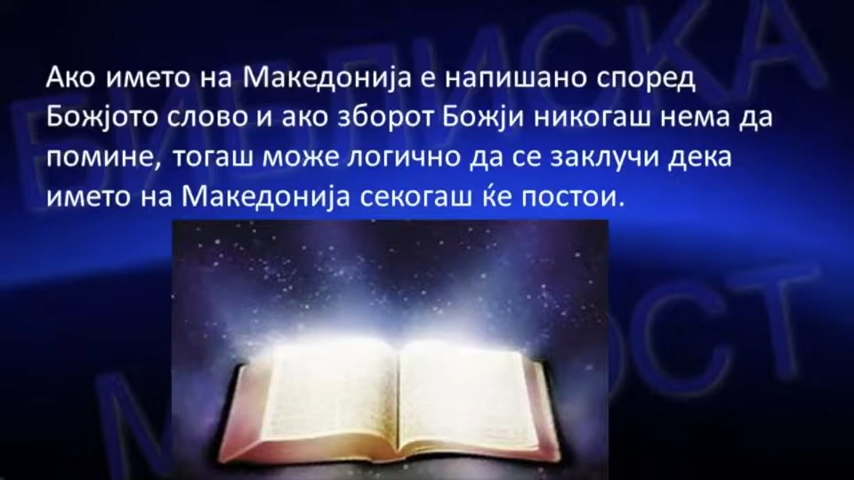 Ако името на Македонија е напишано според
Божјото слово и ако зборот Божји никогаш нема да
помине, тогаш може логично да се заклучи дека
името на Македонија секогаш ќе постои.
БИБЛИСКА